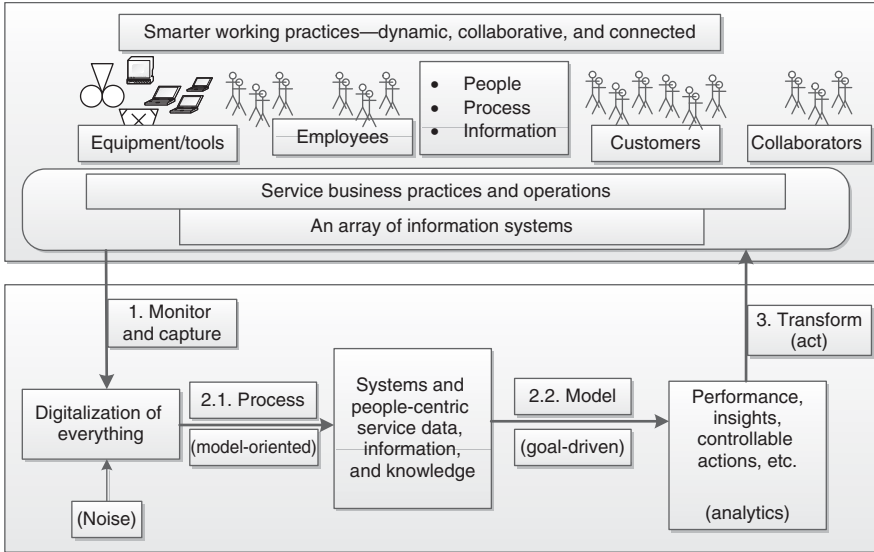 Smarter working practices—dynamic, collaborative, and connected
• People
• Process
• Information
Equipment/tools
Employees
Customers
Collaborators
Service business practices and operations
An array of information systems
1. Monitor
and capture
3. Transform
(act)
Digitalization of
everything
2.1. Process
(model-oriented)
Systems and
people-centric
service data,
information,
and knowledge
2.2. Model
(goal-driven)
Performance,
insights,
controllable
actions, etc.
(analytics)
(Noise)